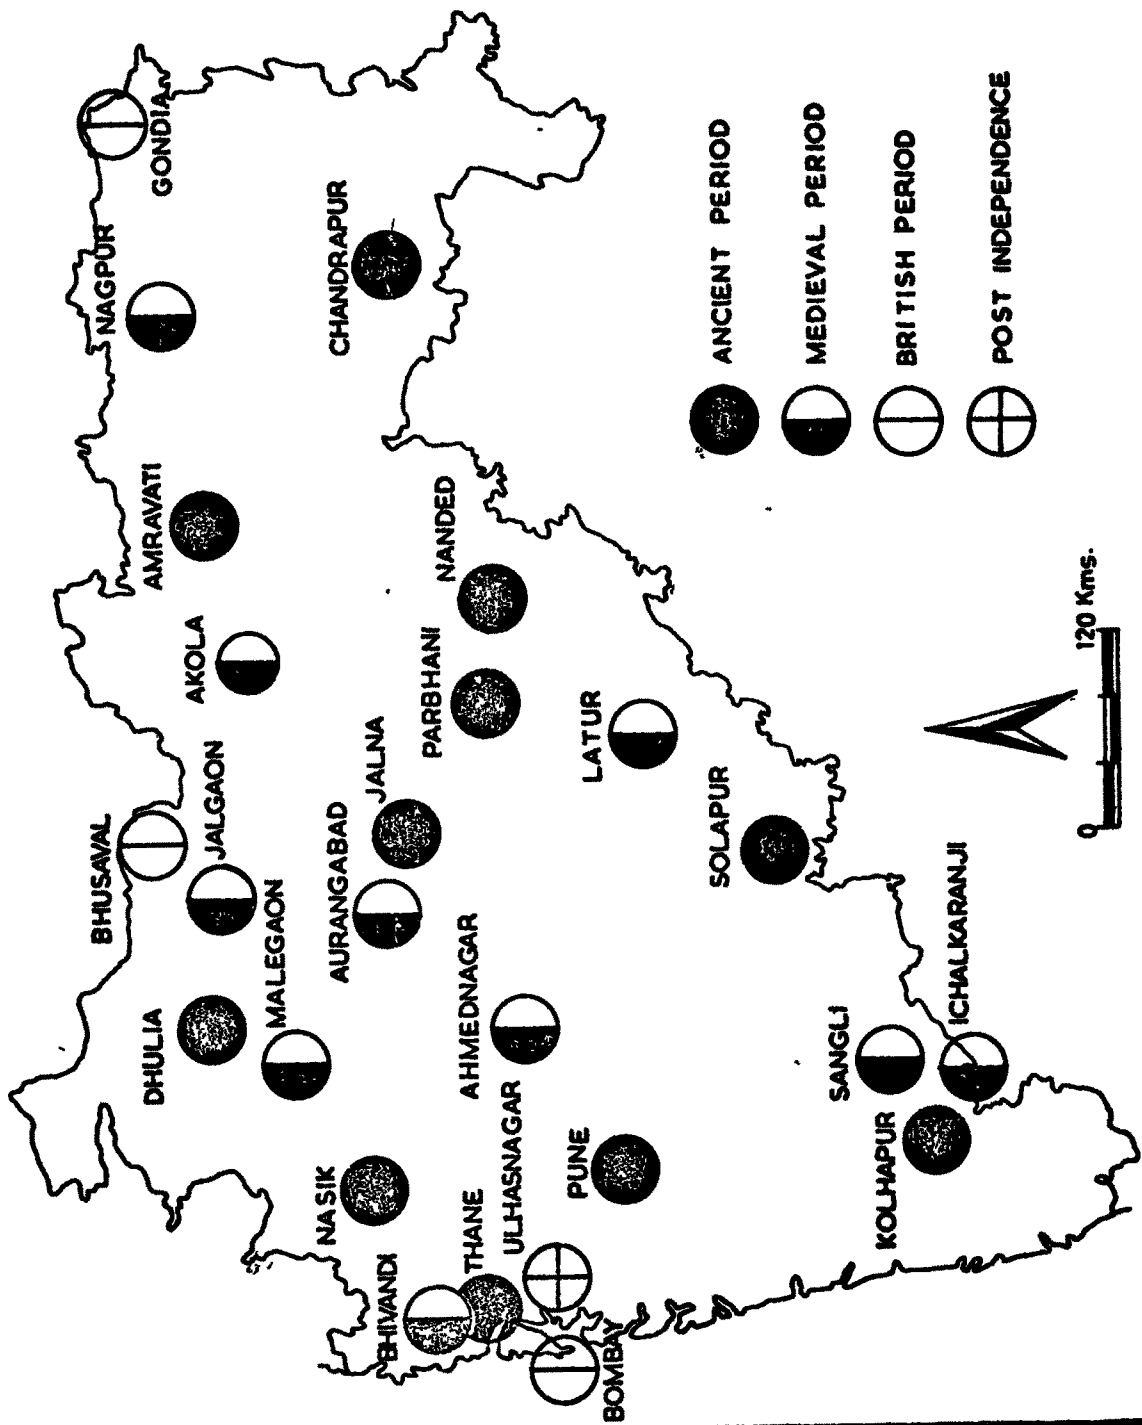 GONDIA
NAGPUR
CHANDRAPUR
AMRAVATI
AKOLA
NANDED
PARBHANI
LATUR
BHUSAVAL
JALGAON
JALNA
AURANGABAD
SOLAPUR
DHULIA
MALEGAON
AHMEDNAGAR
NASIK
BHIVANDI
THANE
ULHASNAGAR
PUNE
BOMBAY
SANGLI
ICHALKARANJI
KOLHAPUR
ANCIENT PERIOD
MEDIEVAL PERIOD
BRITISH PERIOD
POST INDEPENDENCE
0 120 Kms.